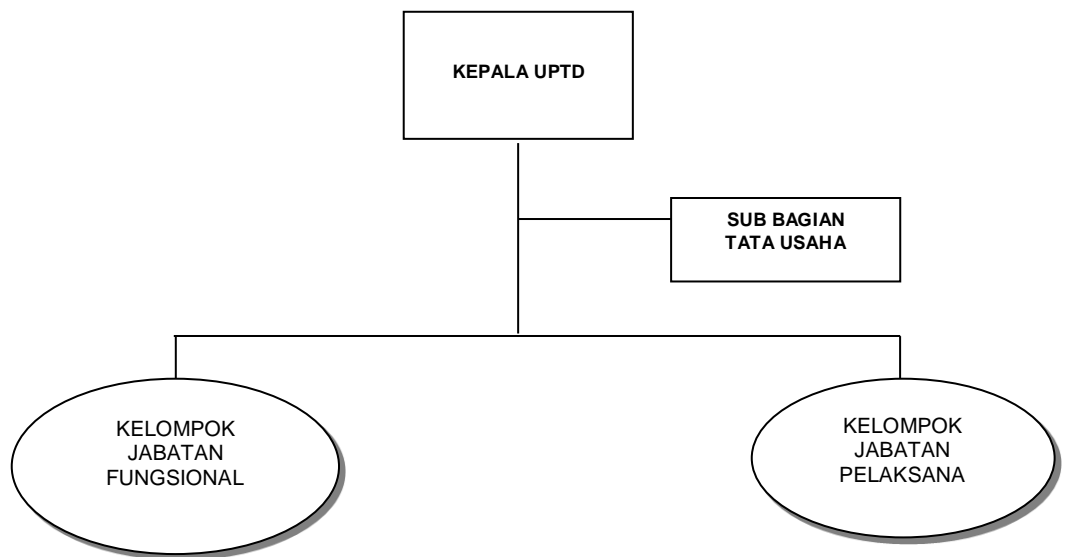 KEPALA UPTD
SUB BAGIAN
TATA USAHA
KELOMPOK
JABATAN
FUNGSIONAL
KELOMPOK
JABATAN
PELAKSANA